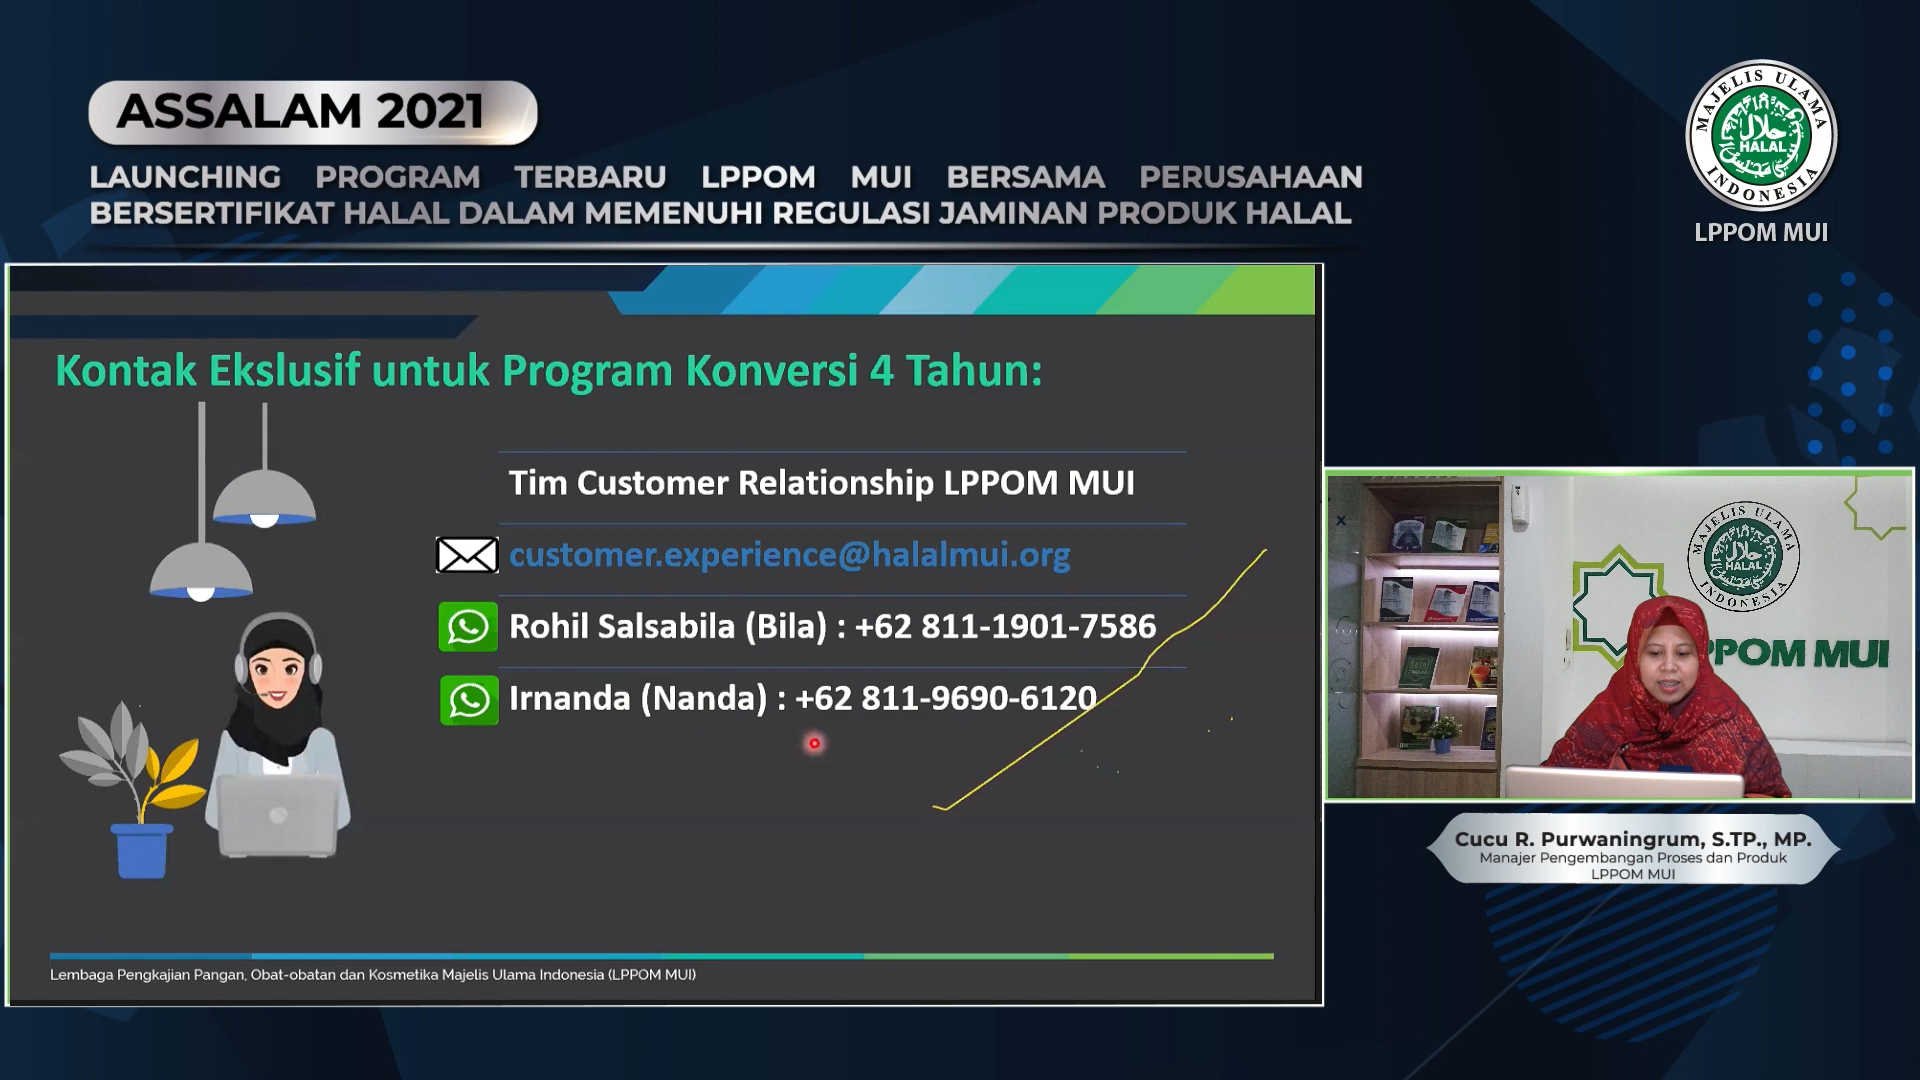 ASSALAM 2021
LAUNCHING PROGRAM TERBARU LPPOM MUI BERSAMA PERUSAHAAN
BERSERTIFIKAT HALAL DALAM MEMENUHI REGULASI JAMINAN PRODUK HALAL
MAJELIS ULAMA
حلال
HALAL
INDONESIA
LPPOM MUI
Kontak Ekslusif untuk Program Konversi 4 Tahun:
Tim Customer Relationship LPPOM MUI
customer.experience@halalmui.org
Rohil Salsabila (Bila) : +62 811-1901-7586
Irnanda (Nanda) : +62 811-9690-6120
Lembaga Pengkajian Pangan, Obat-obatan dan Kosmetika Majelis Ulama Indonesia (LPPOM MUI)
MAJELIS ULAMA
حلال
HALAL
INDONESIA
PPOM MUI
Cucu R. Purwaningrum, S.TP., MP.
Manajer Pengembangan Proses dan Produk
LPPOM MUI